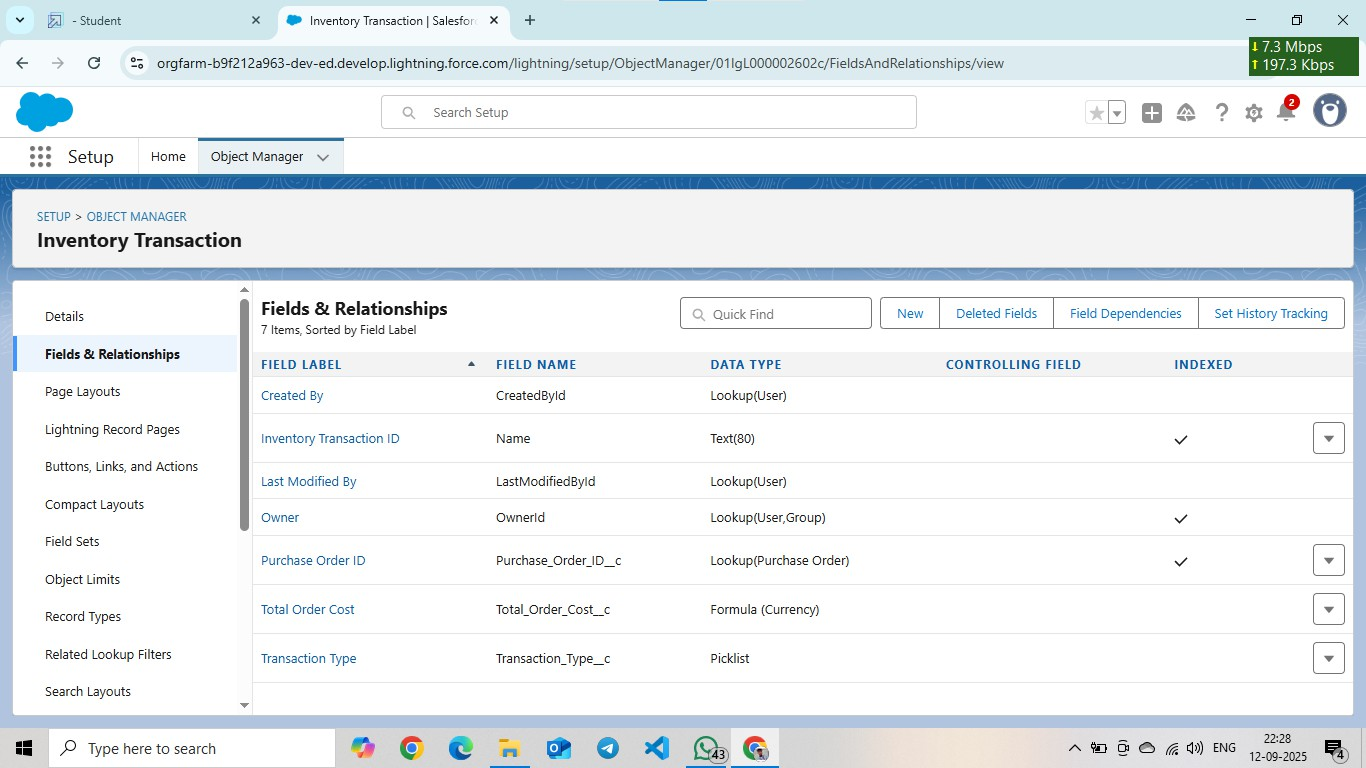 - Student
Inventory Transaction | Salesfor
7.3 Mbps
197.3 Kbps
orgfarm-b9f212a963-dev-ed.develop.lightning.force.com/lightning/setup/ObjectManager/01IgL000002602c/FieldsAndRelationships/view
Search Setup
2
Setup
Home
Object Manager
SETUP > OBJECT MANAGER
Inventory Transaction
Details
Fields & Relationships
Page Layouts
Lightning Record Pages
Buttons, Links, and Actions
Compact Layouts
Field Sets
Object Limits
Record Types
Related Lookup Filters
Search Layouts
Fields & Relationships
7 Items, Sorted by Field Label
Quick Find
New
Deleted Fields
Field Dependencies
Set History Tracking
FIELD LABEL FIELD NAME DATA TYPE CONTROLLING FIELD INDEXED
Created By CreatedById Lookup(User)
Inventory Transaction ID Name Text(80)
Last Modified By LastModifiedById Lookup(User)
Owner OwnerId Lookup(User,Group)
Purchase Order ID Purchase_Order_ID__c Lookup(Purchase Order)
Total Order Cost Total_Order_Cost__c Formula (Currency)
Transaction Type Transaction_Type__c Picklist
Type here to search
43
ENG
22:28
12-09-2025
4